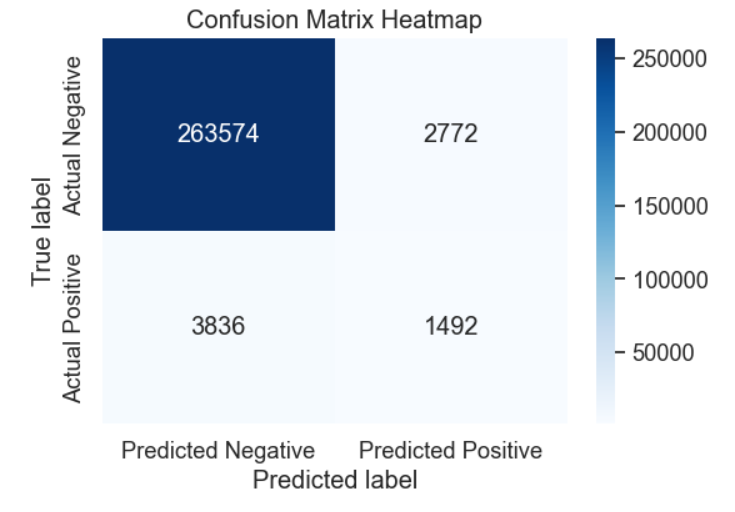 Confusion Matrix Heatmap
True label
Actual Negative
263574 2772
Actual Positive
3836 1492
Predicted Negative Predicted Positive
Predicted label
250000
200000
150000
100000
50000